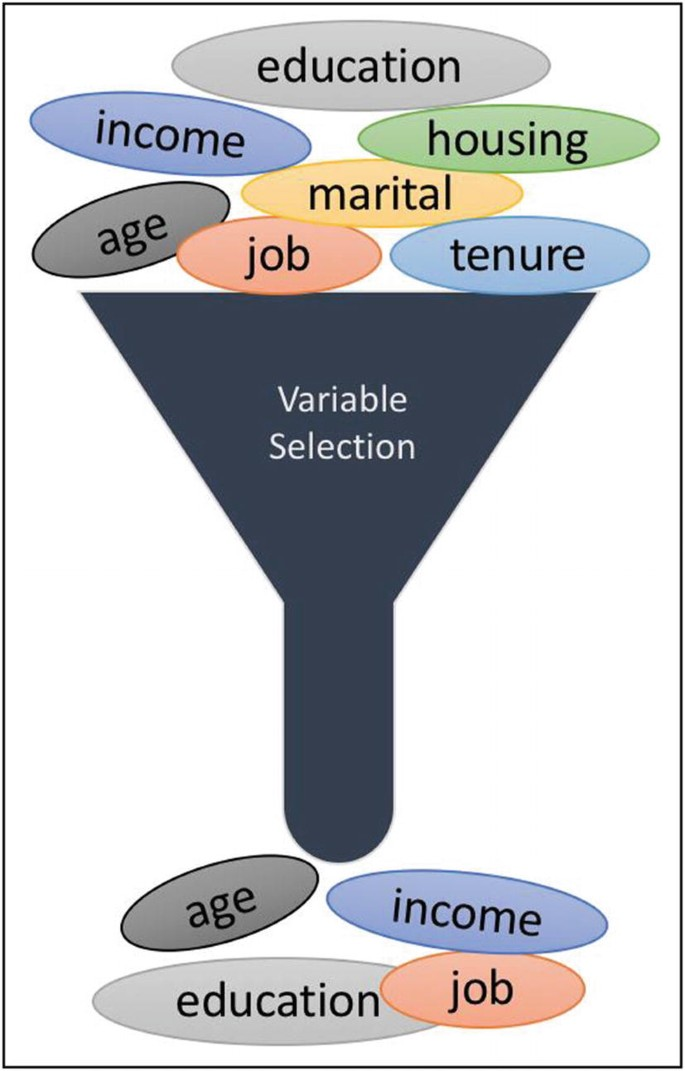 education
income
housing
marital
age
job
tenure
Variable
Selection
age
income
education
job